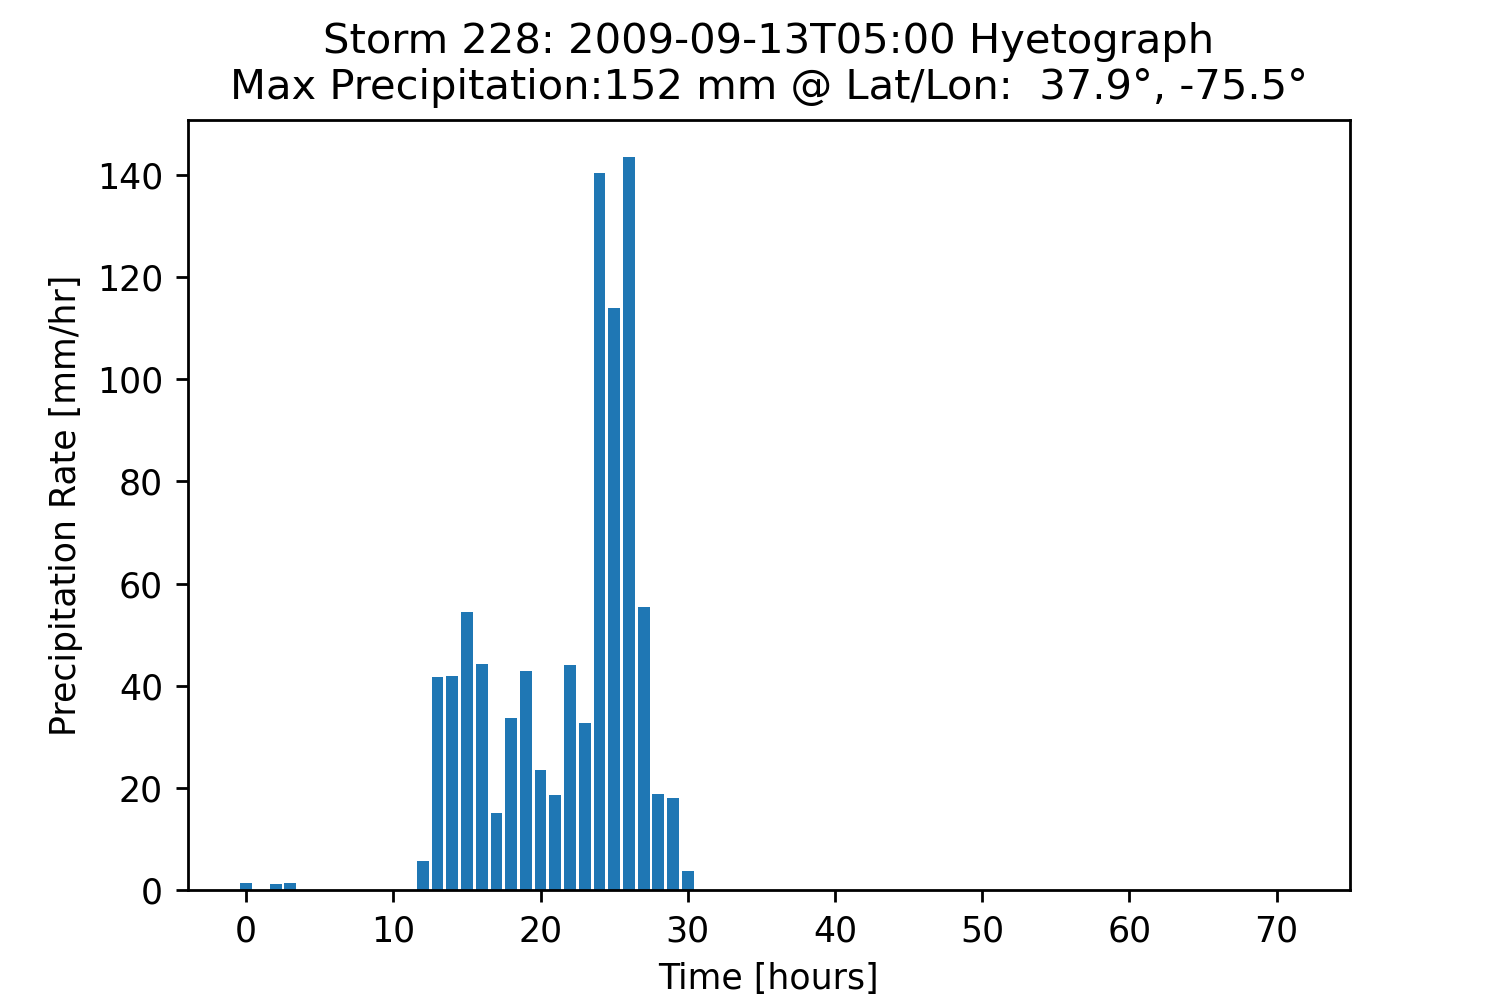 Storm 228: 2009-09-13T05:00 Hyetograph
Max Precipitation:152 mm @ Lat/Lon:  37.9°, -75.5°
Precipitation Rate [mm/hr]
140
120
100
80
60
40
20
0
0 10 20 30 40 50 60 70
Time [hours]